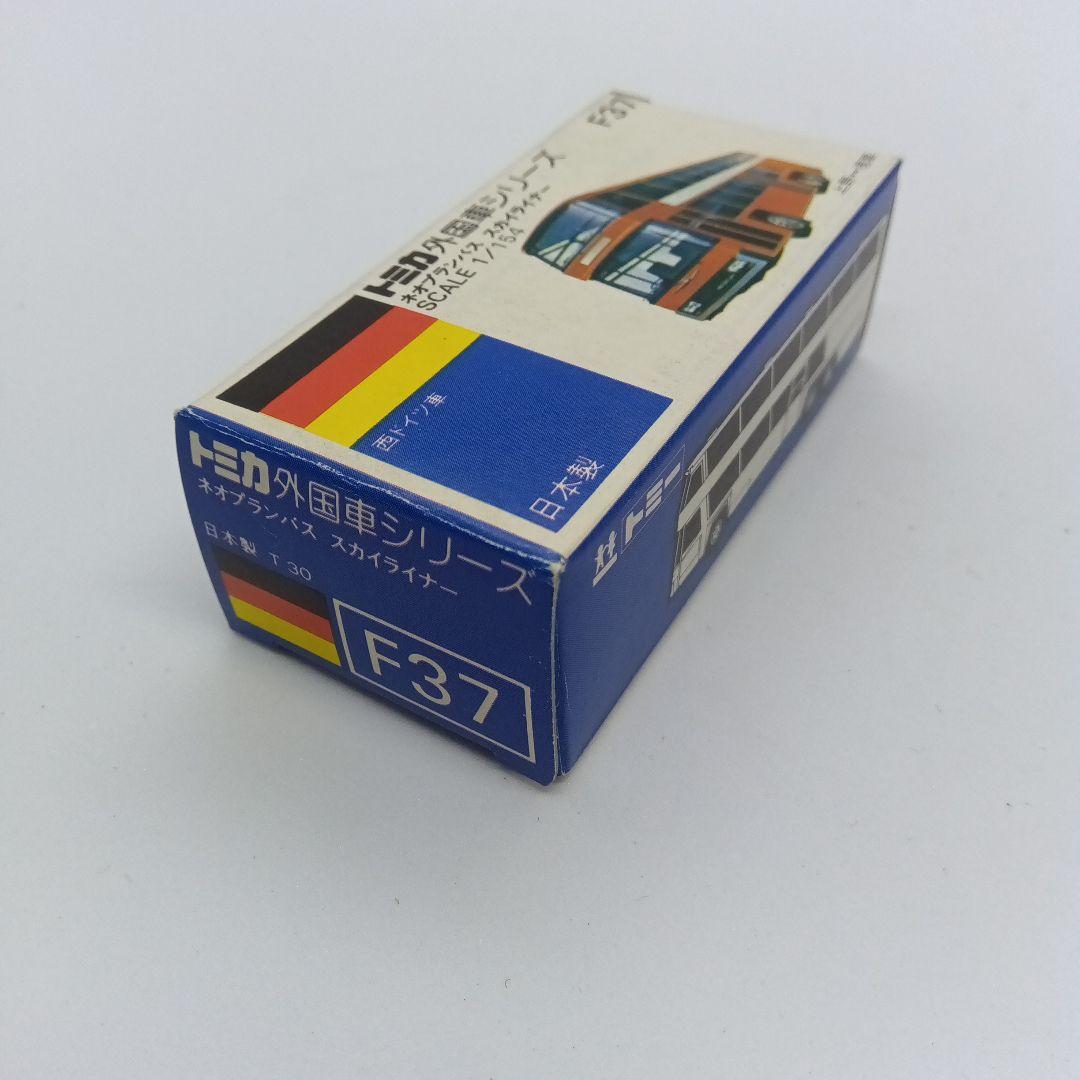 F37
トミカ外国車シリーズ
ネオプランバス スカイライナー
SCALE 1/154
西ドイツ車
日本製
トミカ外国車シリーズ
ネオプランバス スカイライナー
日本製 T 30
F37
トミー